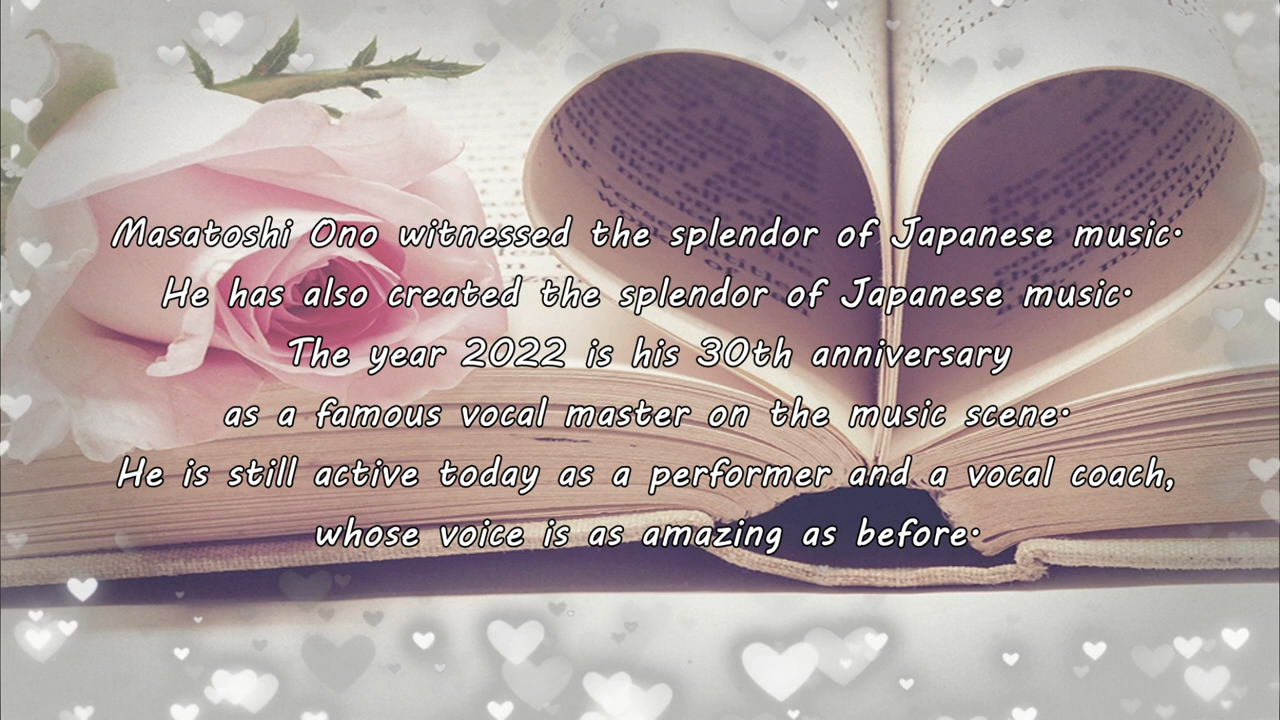 Masatoshi Ono witnessed the splendor of Japanese music.
He has also created the splendor of Japanese music.
The year 2022 is his 30th anniversary
as a famous vocal master on the music scene.
He is still active today as a performer and a vocal coach,
whose voice is as amazing as before.